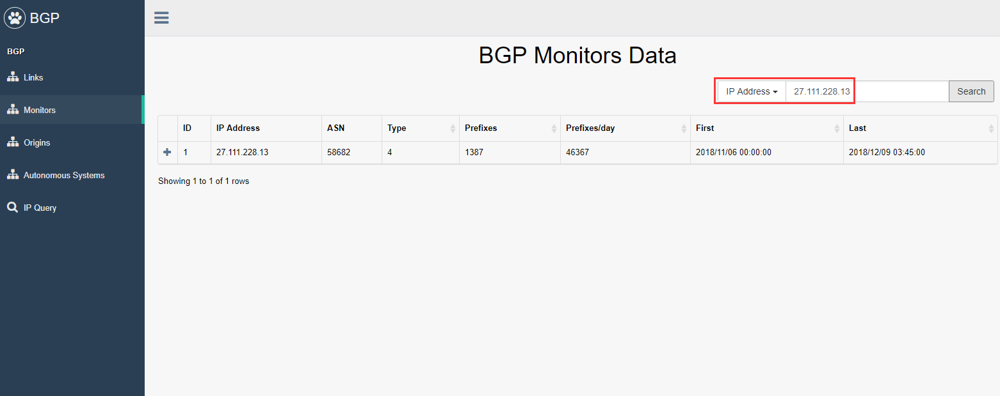 BGP
BGP
Links
Monitors
Origins
Autonomous Systems
IP Query
BGP Monitors Data
IP Address 27.111.228.13 Search
ID IP Address ASN Type Prefixes Prefixes/day First Last
1 27.111.228.13 58682 4 1387 46367 2018/11/06 00:00:00 2018/12/09 03:45:00
Showing 1 to 1 of 1 rows